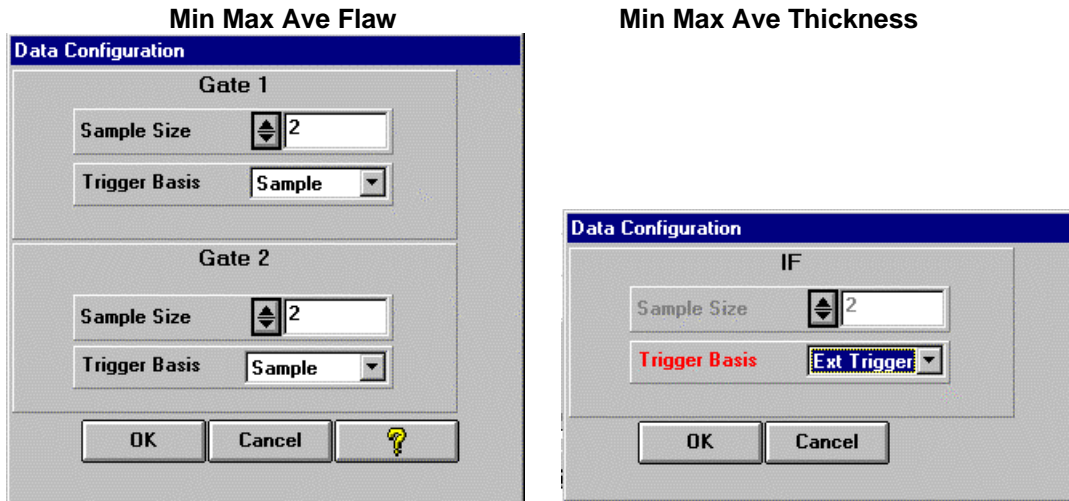 Min Max Ave Flaw
Data Configuration
Gate 1
Sample Size 2
Trigger Basis Sample
Gate 2
Sample Size 2
Trigger Basis Sample
OK Cancel ?
Min Max Ave Thickness
Data Configuration
IF
Sample Size 2
Trigger Basis Ext Trigger
OK Cancel